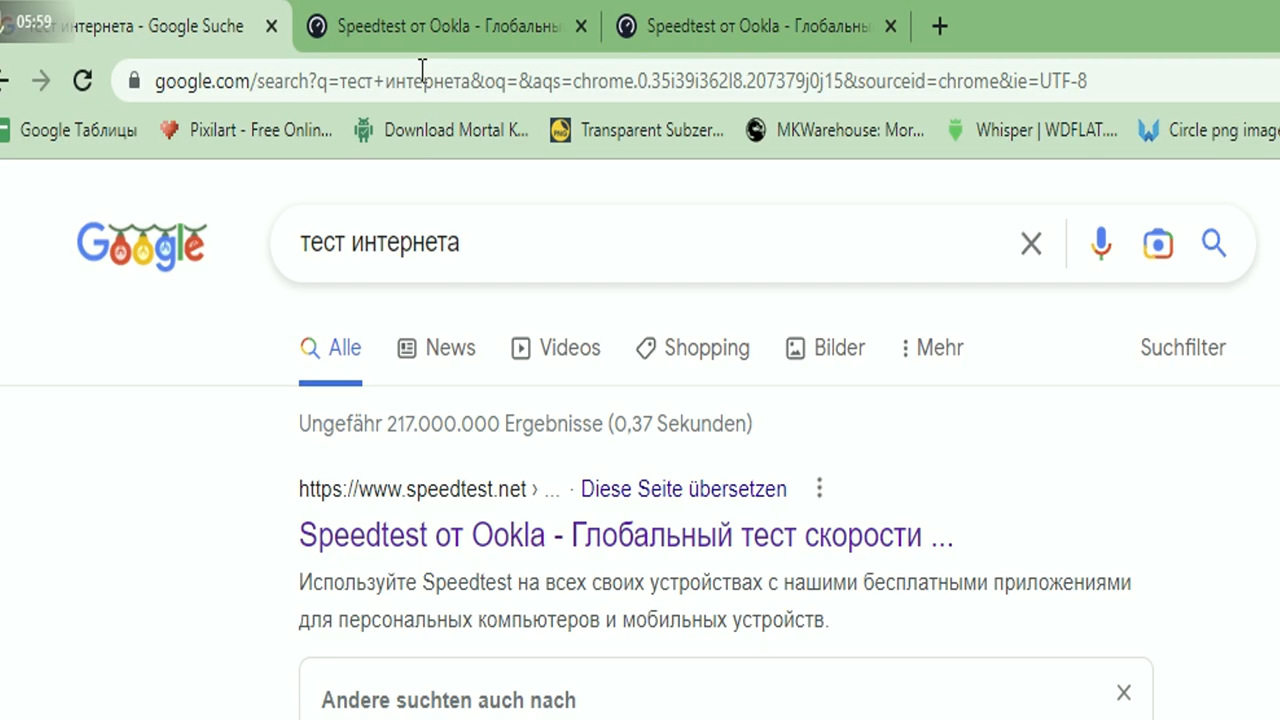 05:59
интернета - Google Suche
Speedtest от Ookla - Глобальны
Speedtest от Ookla - Глобальны
google.com/search?q=тест+интернета&oq=&aqs=chrome.0.35i39i362l8.207379j0j15&sourceid=chrome&ie=UTF-8
Google Таблицы
Pixilart - Free Onlin...
Download Mortal K...
Transparent Subzer...
MKWarehouse: Mor...
Whisper | WDFLAT....
Circle png image
Google
тест интернета
Alle
News
Videos
Shopping
Bilder
Mehr
Suchfilter
Ungefähr 217.000.000 Ergebnisse (0,37 Sekunden)
https://www.speedtest.net › ... · Diese Seite übersetzen
Speedtest от Ookla - Глобальный тест скорости ...
Используйте Speedtest на всех своих устройствах с нашими бесплатными приложениями
для персональных компьютеров и мобильных устройств.
Andere suchten auch nach